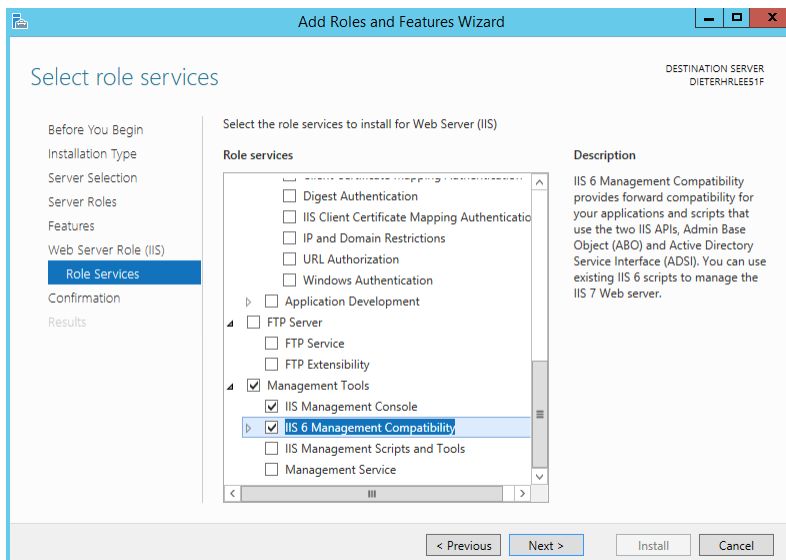 Add Roles and Features Wizard
Select role services
DESTINATION SERVER
DIETERHRLEES1F
Before You Begin
Installation Type
Server Selection
Server Roles
Features
Web Server Role (IIS)
Role Services
Confirmation
Results
Select the role services to install for Web Server (IIS)
Role services
Client Certificate Mapping Authentication
Digest Authentication
IIS Client Certificate Mapping Authenticatio
IP and Domain Restrictions
URL Authorization
Windows Authentication
Application Development
FTP Server
FTP Service
FTP Extensibility
Management Tools
IIS Management Console
IIS 6 Management Compatibility
IIS Management Scripts and Tools
Management Service
Description
IIS 6 Management Compatibility
provides forward compatibility for
your applications and scripts that
use the two IIS APIs, Admin Base
Object (ABO) and Active Directory
Service Interface (ADSI). You can use
existing IIS 6 scripts to manage the
IIS 7 Web server.
< Previous
Next >
Install
Cancel